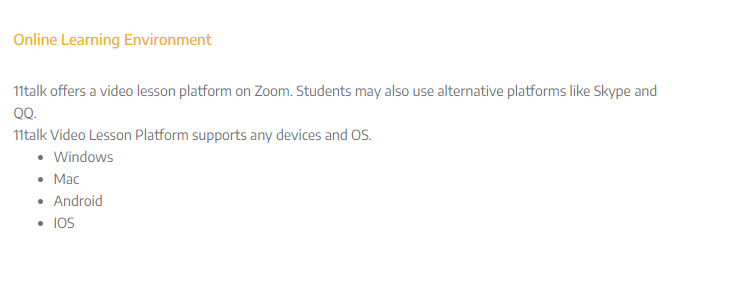 Online Learning Environment
11talk offers a video lesson platform on Zoom. Students may also use alternative platforms like Skype and
QQ.
11talk Video Lesson Platform supports any devices and OS.
• Windows
• Mac
• Android
• IOS